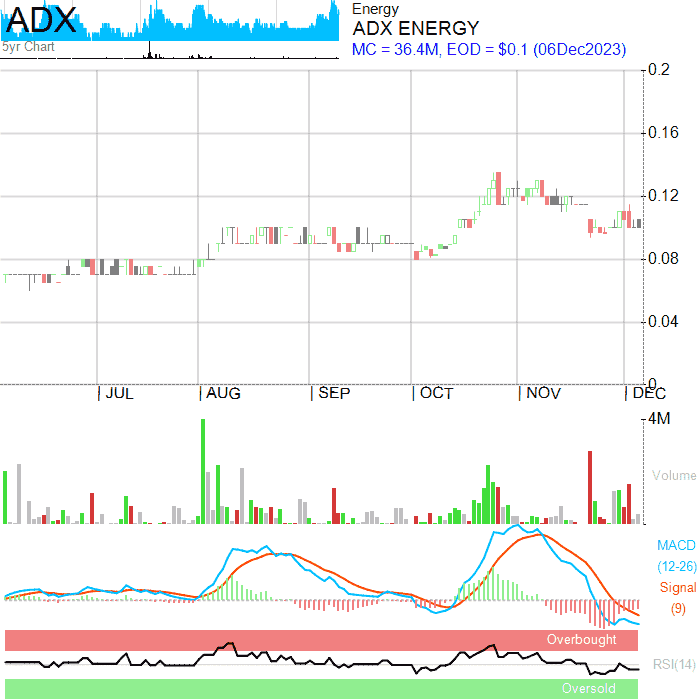 ADX
5yr Chart
Energy
ADX ENERGY
MC = 36.4M, EOD = $0.1 (06Dec2023)
0.2
0.16
0.12
0.08
0.04
0
| JUL
| AUG
| SEP
| OCT
| NOV
| DEC
4M
Volume
MACD
(12-26)
Signal
(9)
Overbought
RSI(14)
Oversold